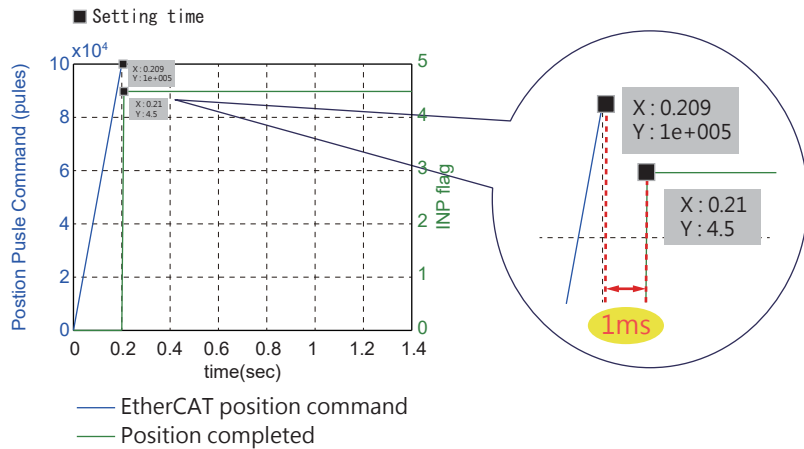 Setting time
x10⁴
10
8
6
4
2
0
Postion Pusle Command (pules)
X : 0.209
Y : 1e+005
X : 0.21
Y : 4.5
5
4
3
2
1
0
INP flag
0 0.2 0.4 0.6 0.8 1 1.2 1.4
time(sec)
EtherCAT position command
Position completed
X : 0.209
Y : 1e+005
X : 0.21
Y : 4.5
1ms